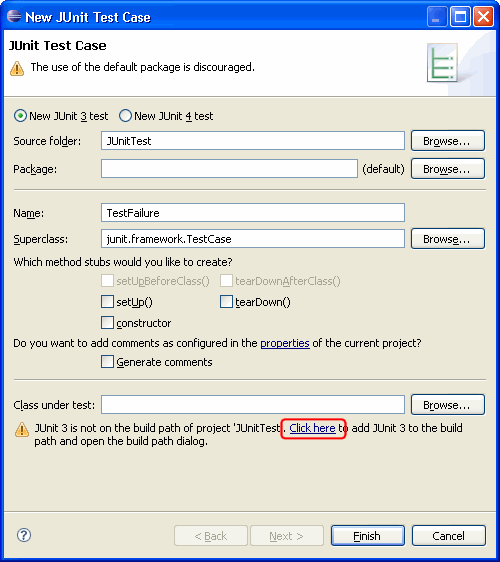 New JUnit Test Case
JUnit Test Case
The use of the default package is discouraged.
New JUnit 3 test New JUnit 4 test
Source folder: JUnitTest Browse...
Package: (default) Browse...
Name: TestFailure
Superclass: junit.framework.TestCase Browse...
Which method stubs would you like to create?
setUpBeforeClass() tearDownAfterClass()
setUp() tearDown()
constructor
Do you want to add comments as configured in the properties of the current project?
Generate comments
Class under test: Browse...
JUnit 3 is not on the build path of project 'JUnitTest'. Click here to add JUnit 3 to the build
path and open the build path dialog.
? < Back Next > Finish Cancel